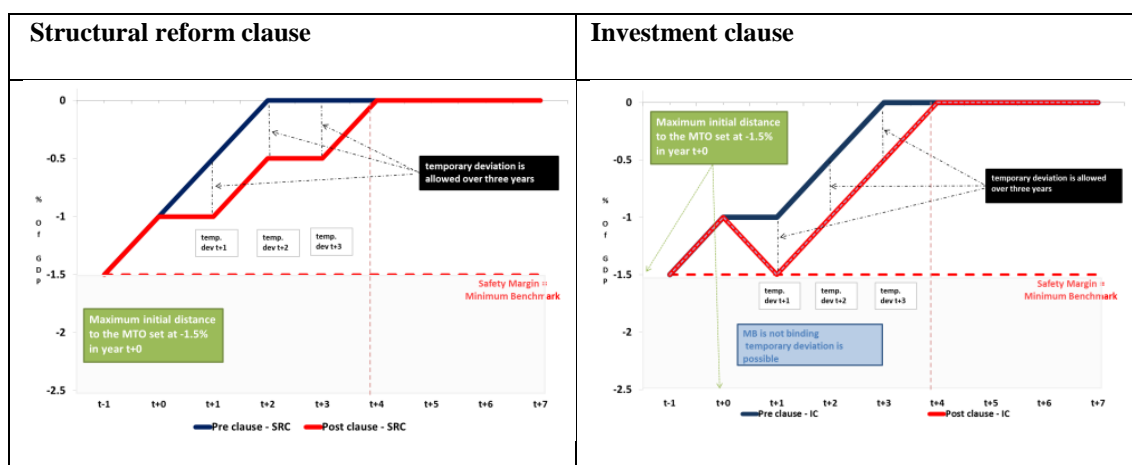 Structural reform clause
Investment clause
0
-0.5
-1
-1.5
-2
-2.5
% Of GDP
temporary deviation is
allowed over three years
temp.
dev t+1
temp.
dev t+2
temp.
dev t+3
Safety Margin =
Minimum Benchmark
Maximum initial distance
to the MTO set at -1.5%
in year t+0
t-1 t+0 t+1 t+2 t+3 t+4 t+5 t+6 t+7
Pre clause - SRC Post clause - SRC
0
-0.5
-1
-1.5
-2
-2.5
% Of GDP
Maximum initial distance
to the MTO set at -1.5%
in year t+0
temporary deviation is allowed
over three years
Safety Margin =
Minimum Benchmark
temp.
dev t+1
temp.
dev t+2
temp.
dev t+3
MB is not binding
temporary deviation is
possible
t-1 t+0 t+1 t+2 t+3 t+4 t+5 t+6 t+7
Pre clause - IC Post clause - IC